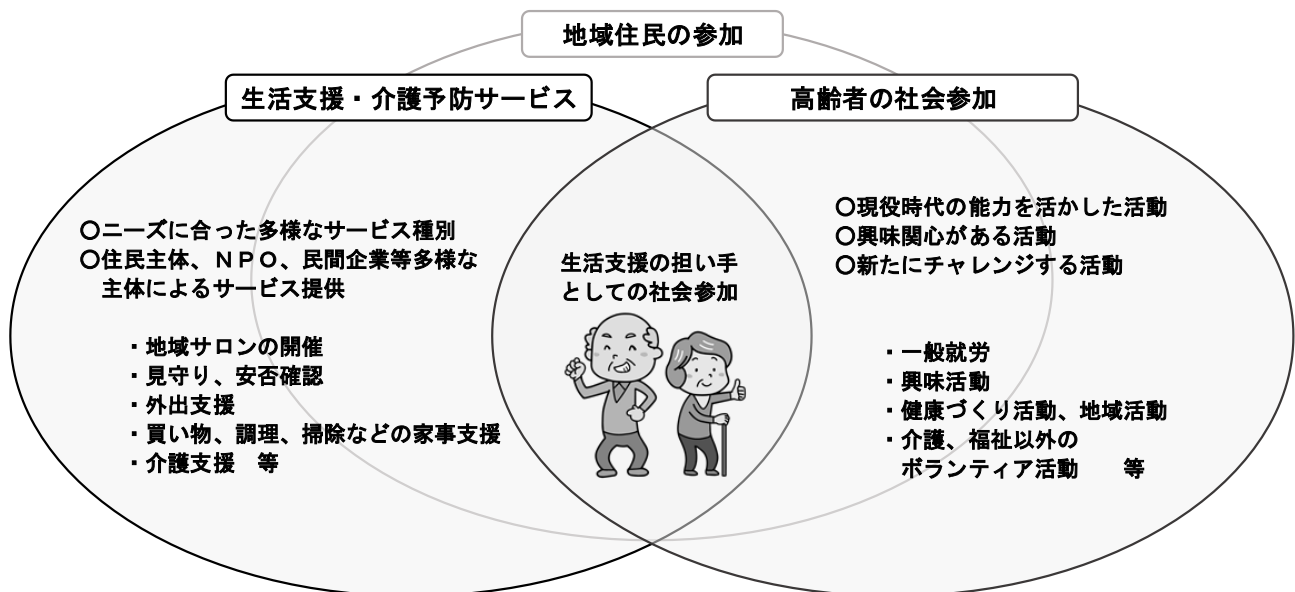 地域住民の参加
生活支援・介護予防サービス
高齢者の社会参加
〇ニーズに合った多様なサービス種別
〇住民主体、ＮＰＯ、民間企業等多様な
主体によるサービス提供
・地域サロンの開催
・見守り、安否確認
・外出支援
・買い物、調理、掃除などの家事支援
・介護支援　等
生活支援の担い手
としての社会参加
〇現役時代の能力を活かした活動
〇興味関心がある活動
〇新たにチャレンジする活動
・一般就労
・興味活動
・健康づくり活動、地域活動
・介護、福祉以外の
ボランティア活動　　等